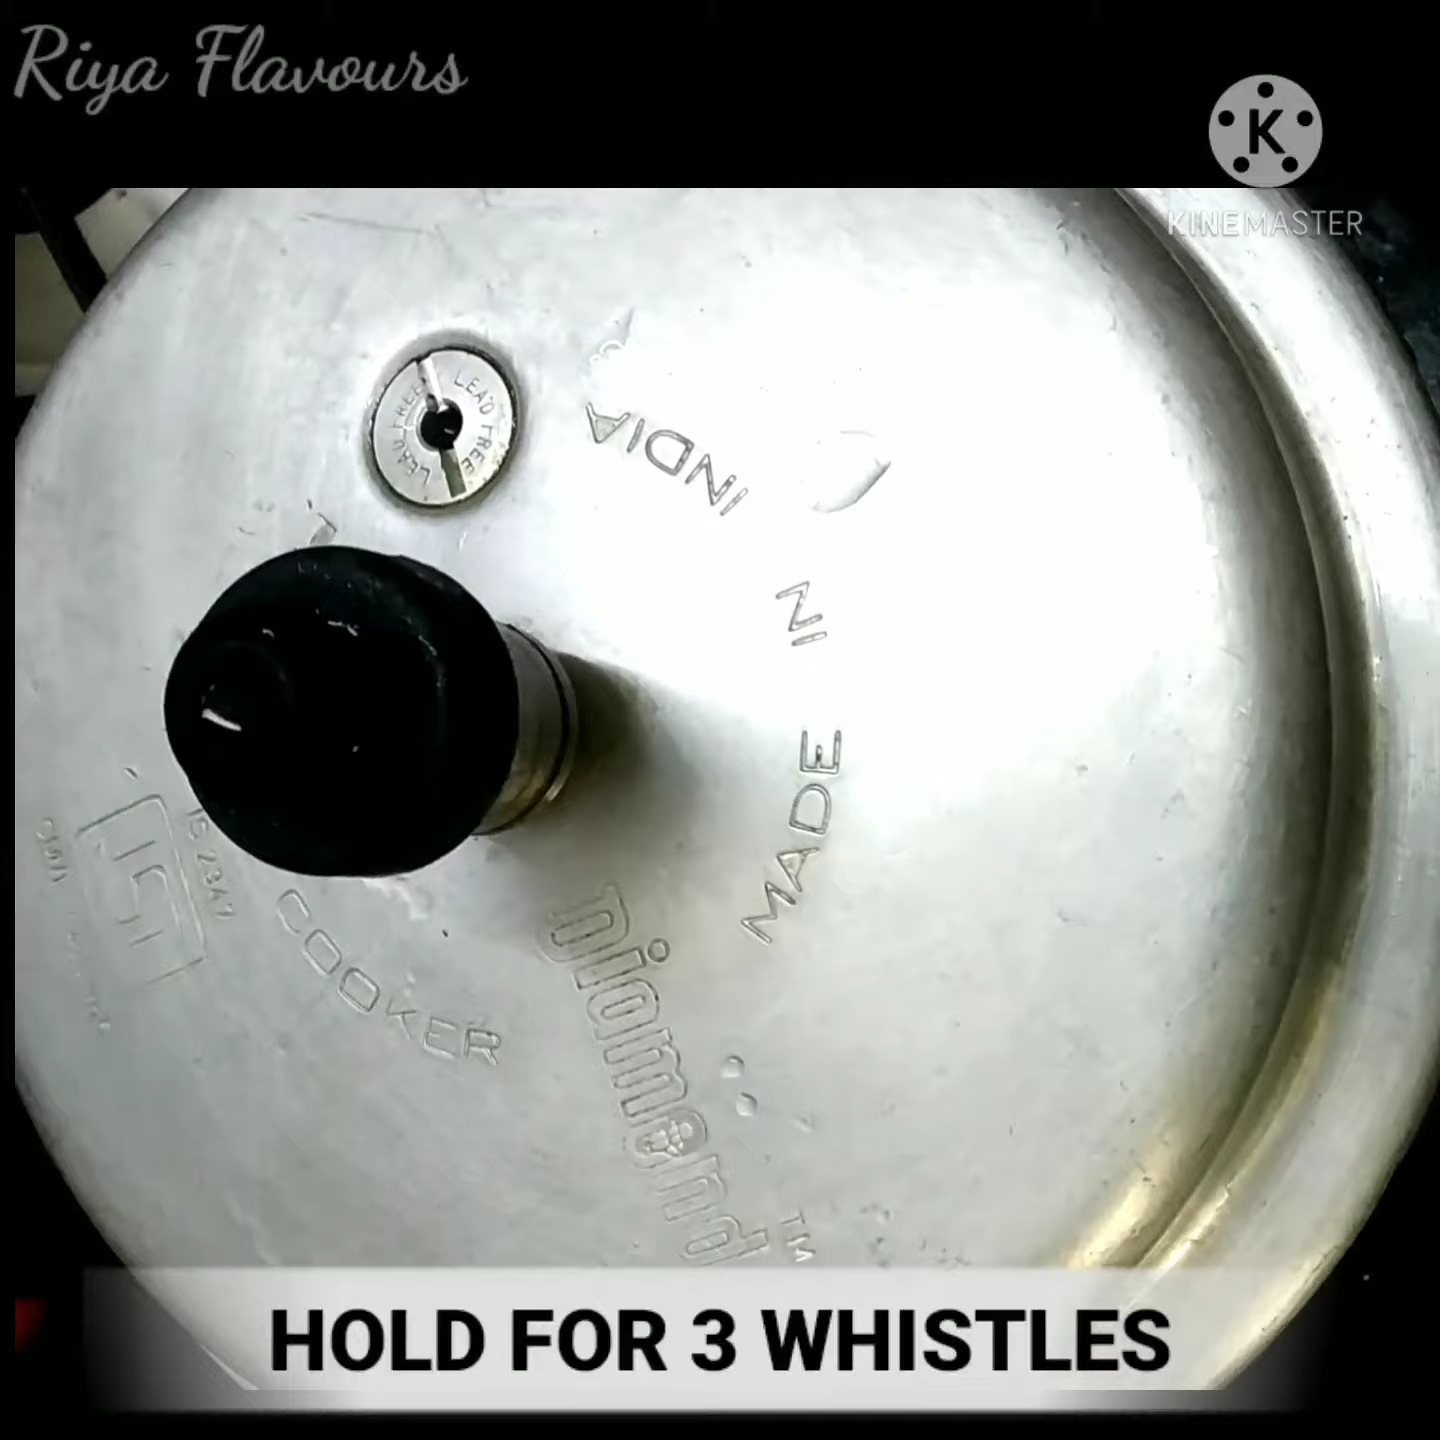 Riya Flavours
K
KINEMASTER
LEAD FREE
LEAD FREE
MADE IN INDIA
ISI
IS 2347
COOKER
Diamond
TM
HOLD FOR 3 WHISTLES